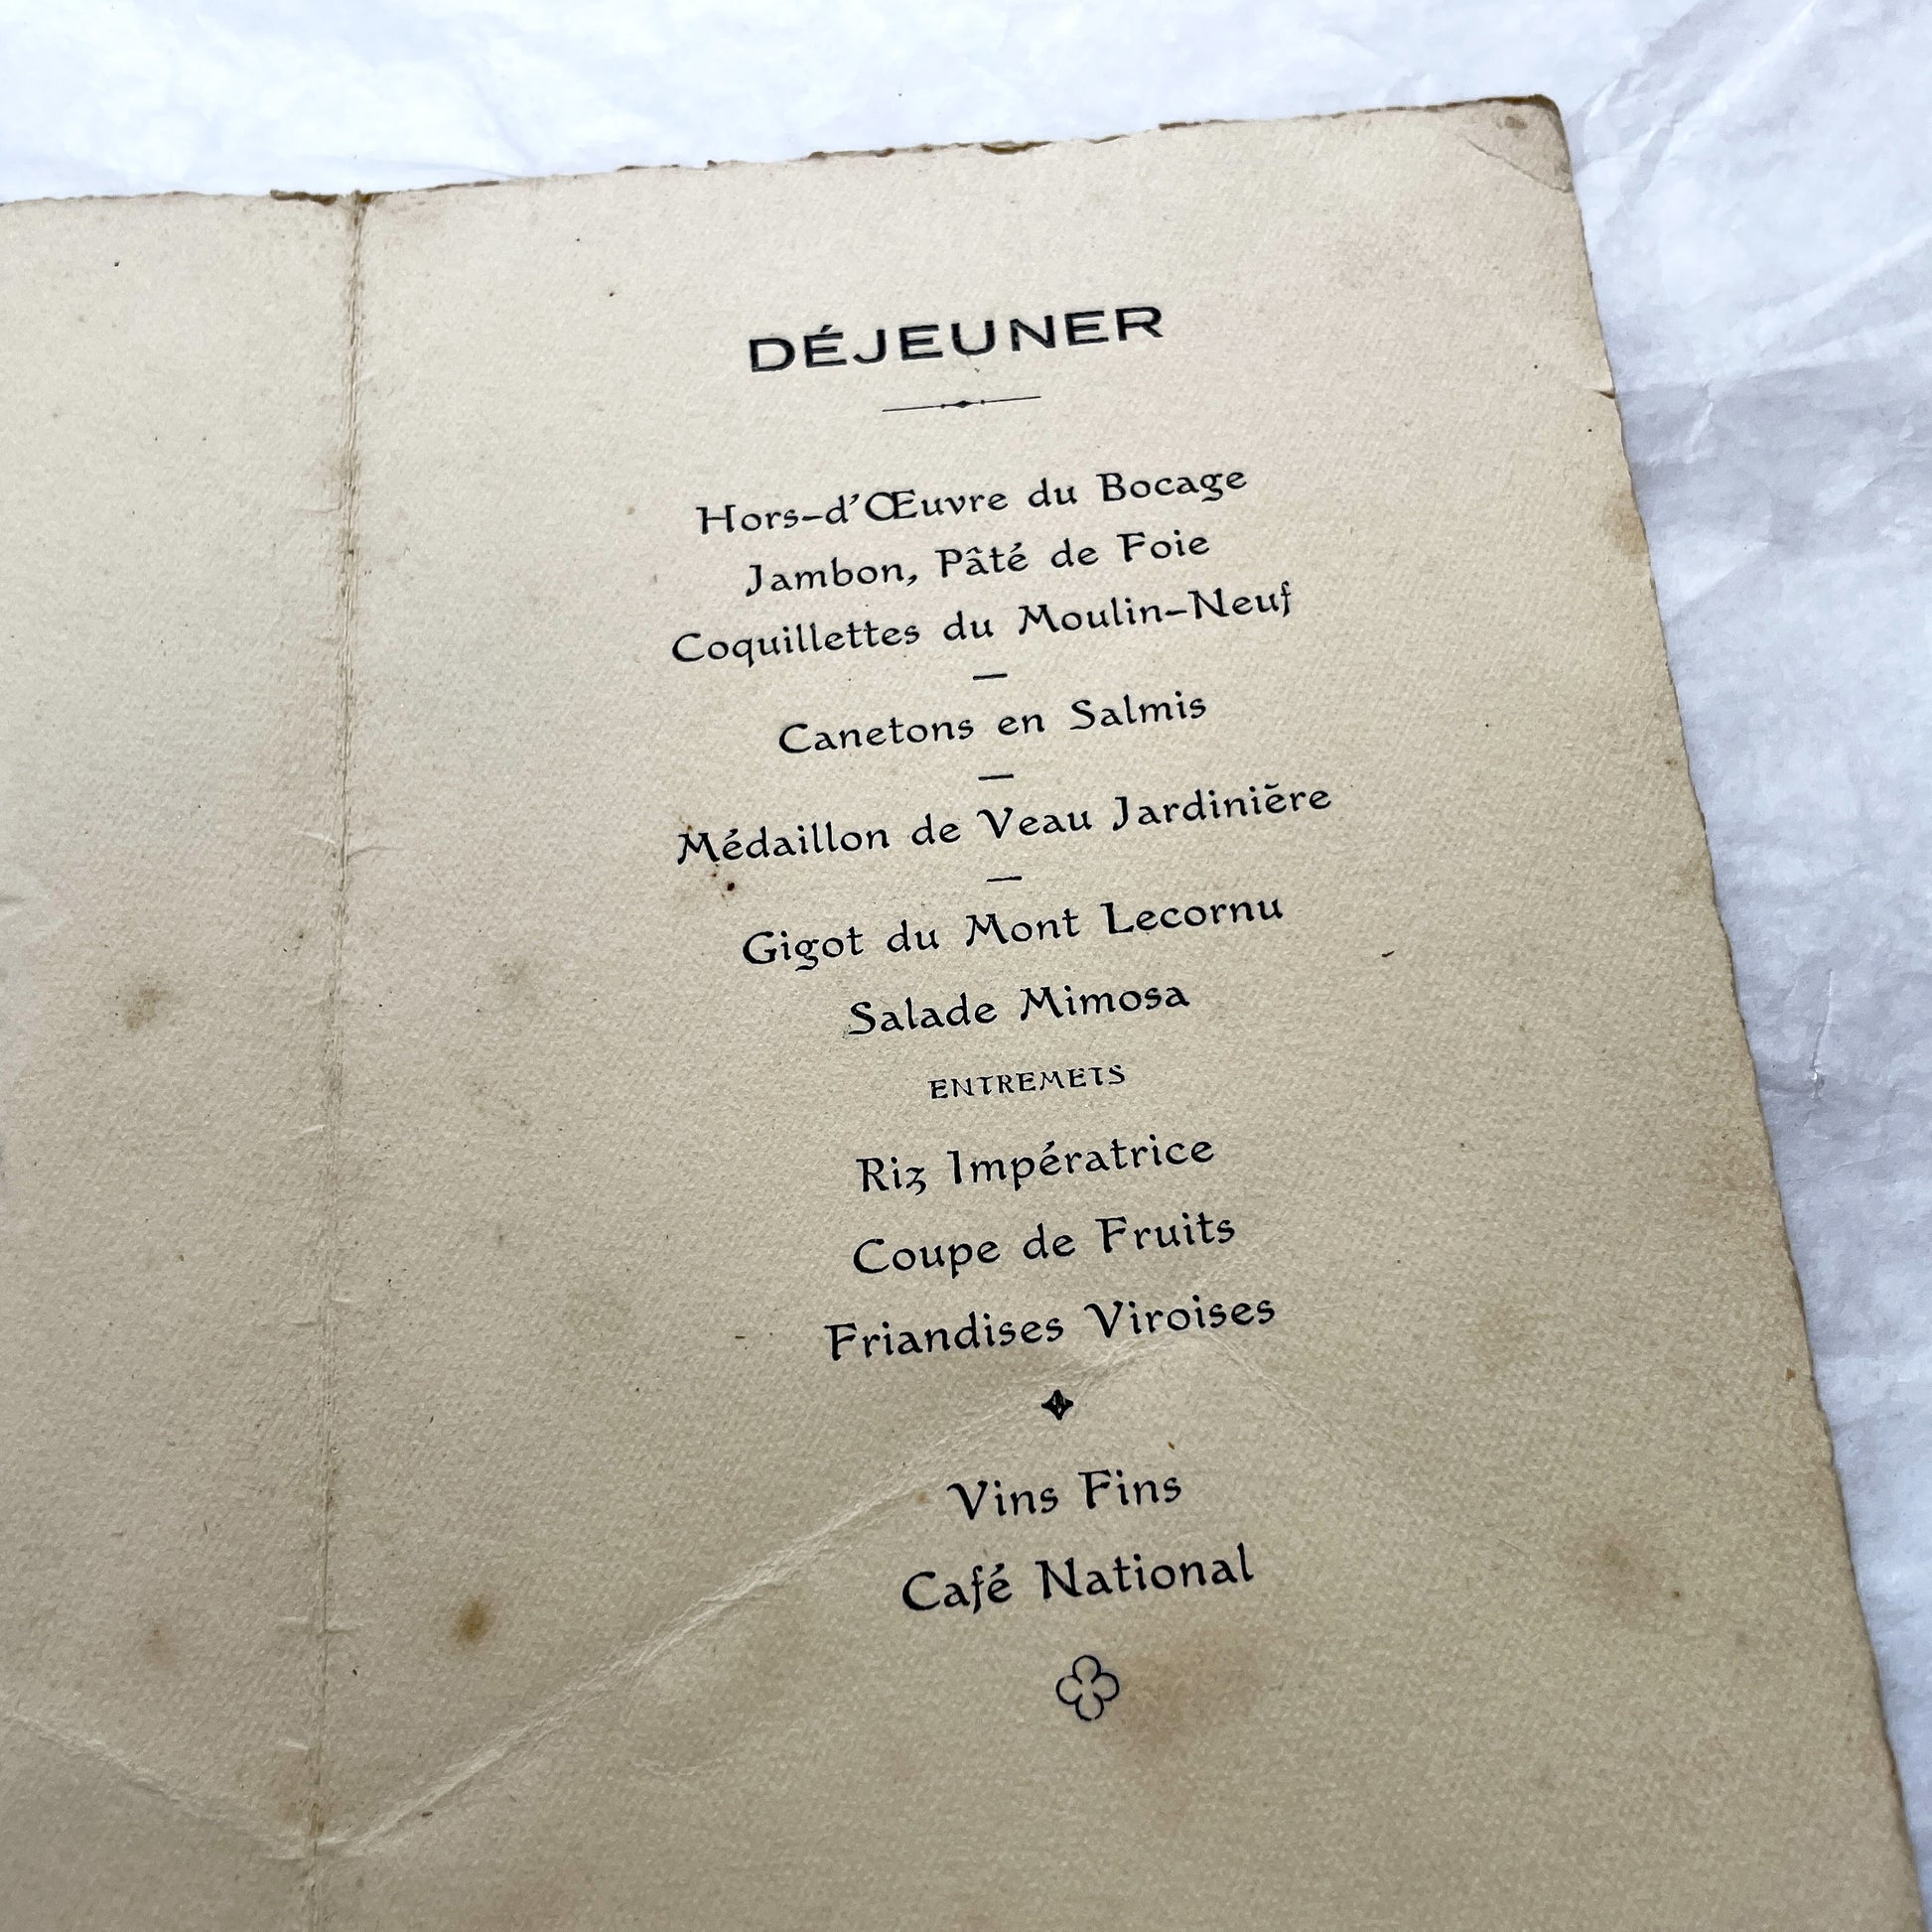 DÉJEUNER
Hors-d'Œuvre du Bocage
Jambon, Pâté de Foie
Coquillettes du Moulin-Neuf
Canetons en Salmis
Médaillon de Veau Jardinière
Gigot du Mont Lecornu
Salade Mimosa
ENTREMETS
Riz Impératrice
Coupe de Fruits
Friandises Viroises
Vins Fins
Café National